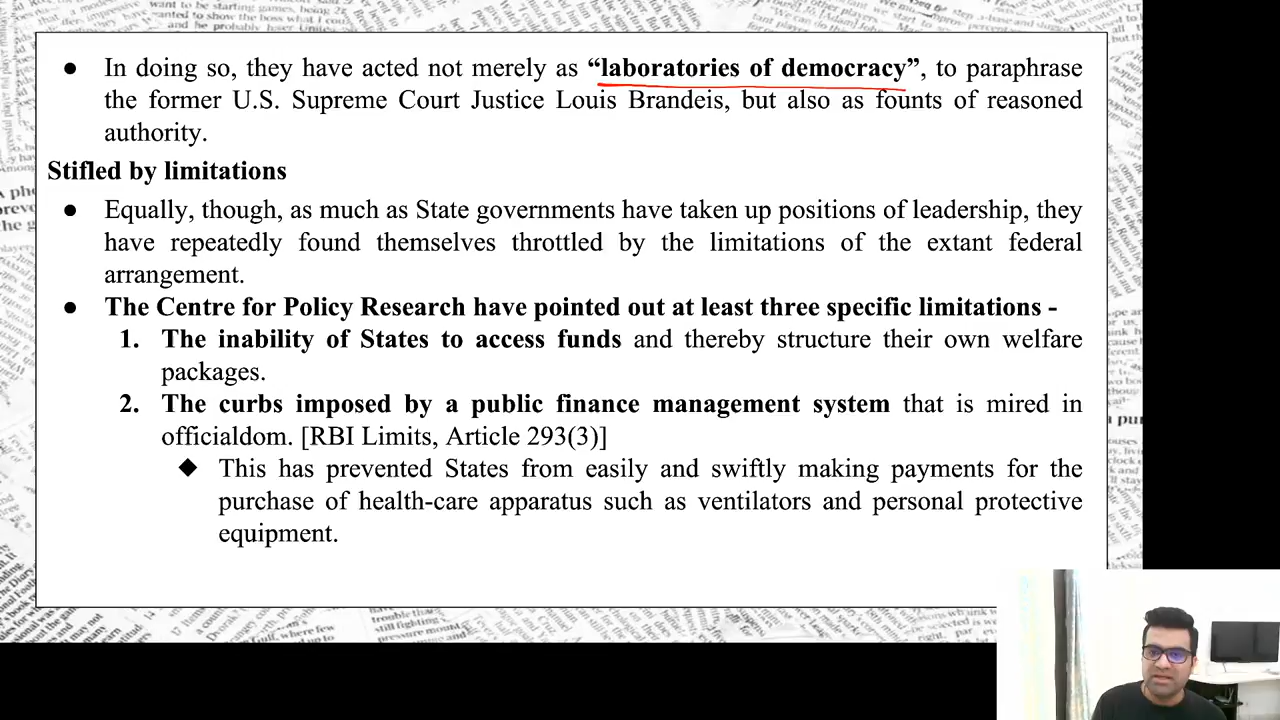 ● In doing so, they have acted not merely as “laboratories of democracy”, to paraphrase
the former U.S. Supreme Court Justice Louis Brandeis, but also as founts of reasoned
authority.
Stifled by limitations
● Equally, though, as much as State governments have taken up positions of leadership, they
have repeatedly found themselves throttled by the limitations of the extant federal
arrangement.
● The Centre for Policy Research have pointed out at least three specific limitations -
1. The inability of States to access funds and thereby structure their own welfare
packages.
2. The curbs imposed by a public finance management system that is mired in
officialdom. [RBI Limits, Article 293(3)]
◆ This has prevented States from easily and swiftly making payments for the
purchase of health-care apparatus such as ventilators and personal protective
equipment.